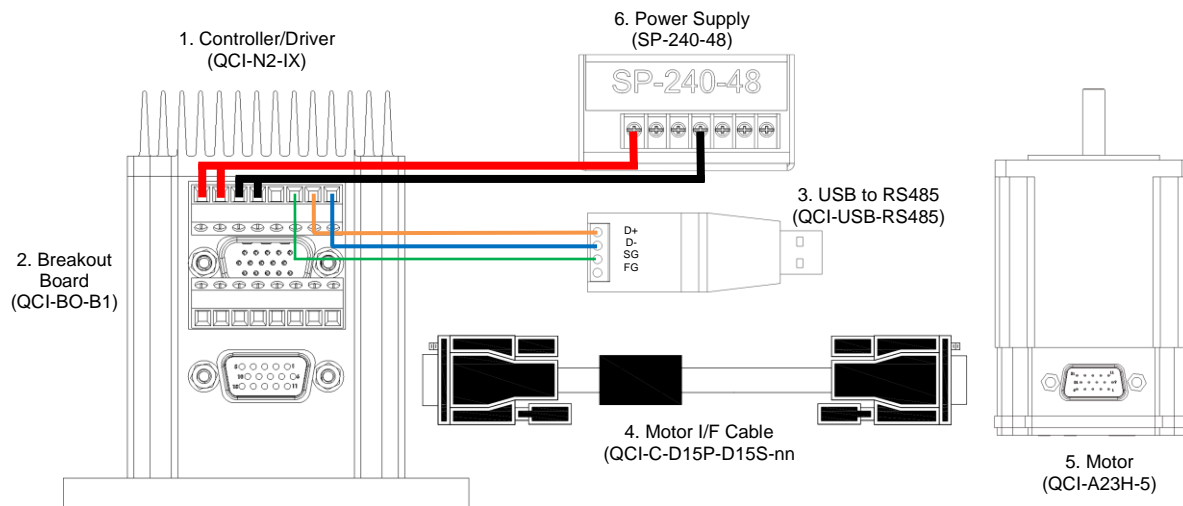 6. Power Supply
(SP-240-48)
1. Controller/Driver
(QCI-N2-IX)
SP-240-48
3. USB to RS485
(QCI-USB-RS485)
D+
D-
SG
FG
2. Breakout
Board
(QCI-BO-B1)
4. Motor I/F Cable
(QCI-C-D15P-D15S-nn
5. Motor
(QCI-A23H-5)